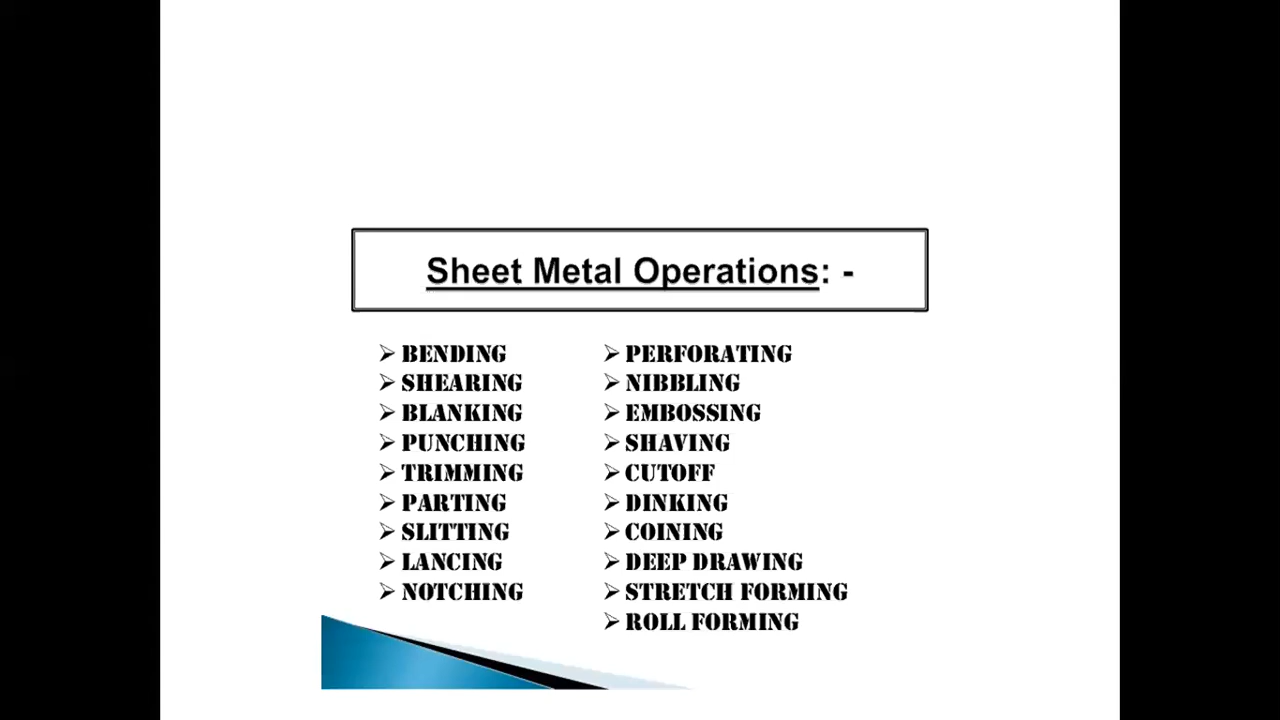 Sheet Metal Operations: -
➢ BENDING
➢ SHEARING
➢ BLANKING
➢ PUNCHING
➢ TRIMMING
➢ PARTING
➢ SLITTING
➢ LANCING
➢ NOTCHING
➢ PERFORATING
➢ NIBBLING
➢ EMBOSSING
➢ SHAVING
➢ CUTOFF
➢ DINKING
➢ COINING
➢ DEEP DRAWING
➢ STRETCH FORMING
➢ ROLL FORMING